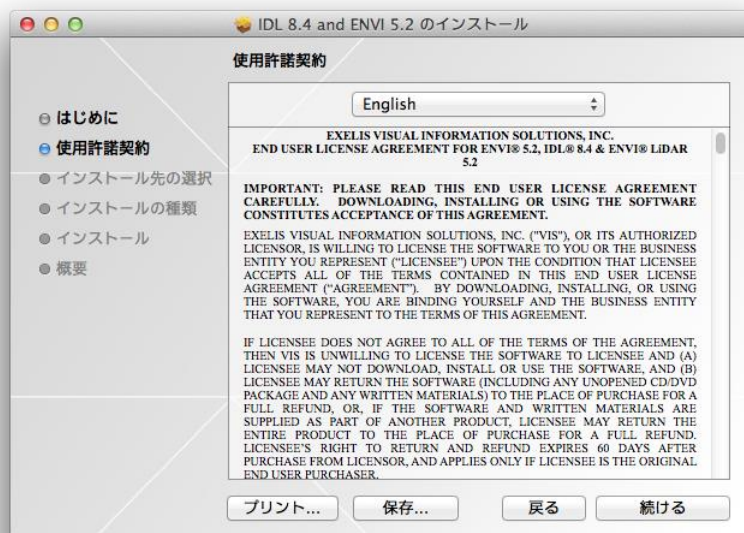 IDL 8.4 and ENVI 5.2 のインストール
使用許諾契約
はじめに
使用許諾契約
インストール先の選択
インストールの種類
インストール
概要
English
EXELIS VISUAL INFORMATION SOLUTIONS, INC.
END USER LICENSE AGREEMENT FOR ENVI® 5.2, IDL® 8.4 & ENVI® LiDAR
5.2
IMPORTANT: PLEASE READ THIS END USER LICENSE AGREEMENT
CAREFULLY. DOWNLOADING, INSTALLING OR USING THE SOFTWARE
CONSTITUTES ACCEPTANCE OF THIS AGREEMENT.
EXELIS VISUAL INFORMATION SOLUTIONS, INC. ("VIS"), OR ITS AUTHORIZED
LICENSOR, IS WILLING TO LICENSE THE SOFTWARE TO YOU OR THE BUSINESS
ENTITY YOU REPRESENT (“LICENSEE”) UPON THE CONDITION THAT LICENSEE
ACCEPTS ALL OF THE TERMS CONTAINED IN THIS END USER LICENSE
AGREEMENT (“AGREEMENT”). BY DOWNLOADING, INSTALLING, OR USING
THE SOFTWARE, YOU ARE BINDING YOURSELF AND THE BUSINESS ENTITY
THAT YOU REPRESENT TO THE TERMS OF THIS AGREEMENT.
IF LICENSEE DOES NOT AGREE TO ALL OF THE TERMS OF THE AGREEMENT,
THEN VIS IS UNWILLING TO LICENSE THE SOFTWARE TO LICENSEE AND (A)
LICENSEE MAY NOT DOWNLOAD, INSTALL OR USE THE SOFTWARE, AND (B)
LICENSEE MAY RETURN THE SOFTWARE (INCLUDING ANY UNOPENED CD/DVD
PACKAGE AND ANY WRITTEN MATERIALS) TO THE PLACE OF PURCHASE FOR A
FULL REFUND, OR, IF THE SOFTWARE AND WRITTEN MATERIALS ARE
SUPPLIED AS PART OF ANOTHER PRODUCT, LICENSEE MAY RETURN THE
ENTIRE PRODUCT TO THE PLACE OF PURCHASE FOR A FULL REFUND.
LICENSEE’S RIGHT TO RETURN AND REFUND EXPIRES 60 DAYS AFTER
PURCHASE FROM LICENSOR, AND APPLIES ONLY IF LICENSEE IS THE ORIGINAL
END USER PURCHASER.
プリント...
保存...
戻る
続ける